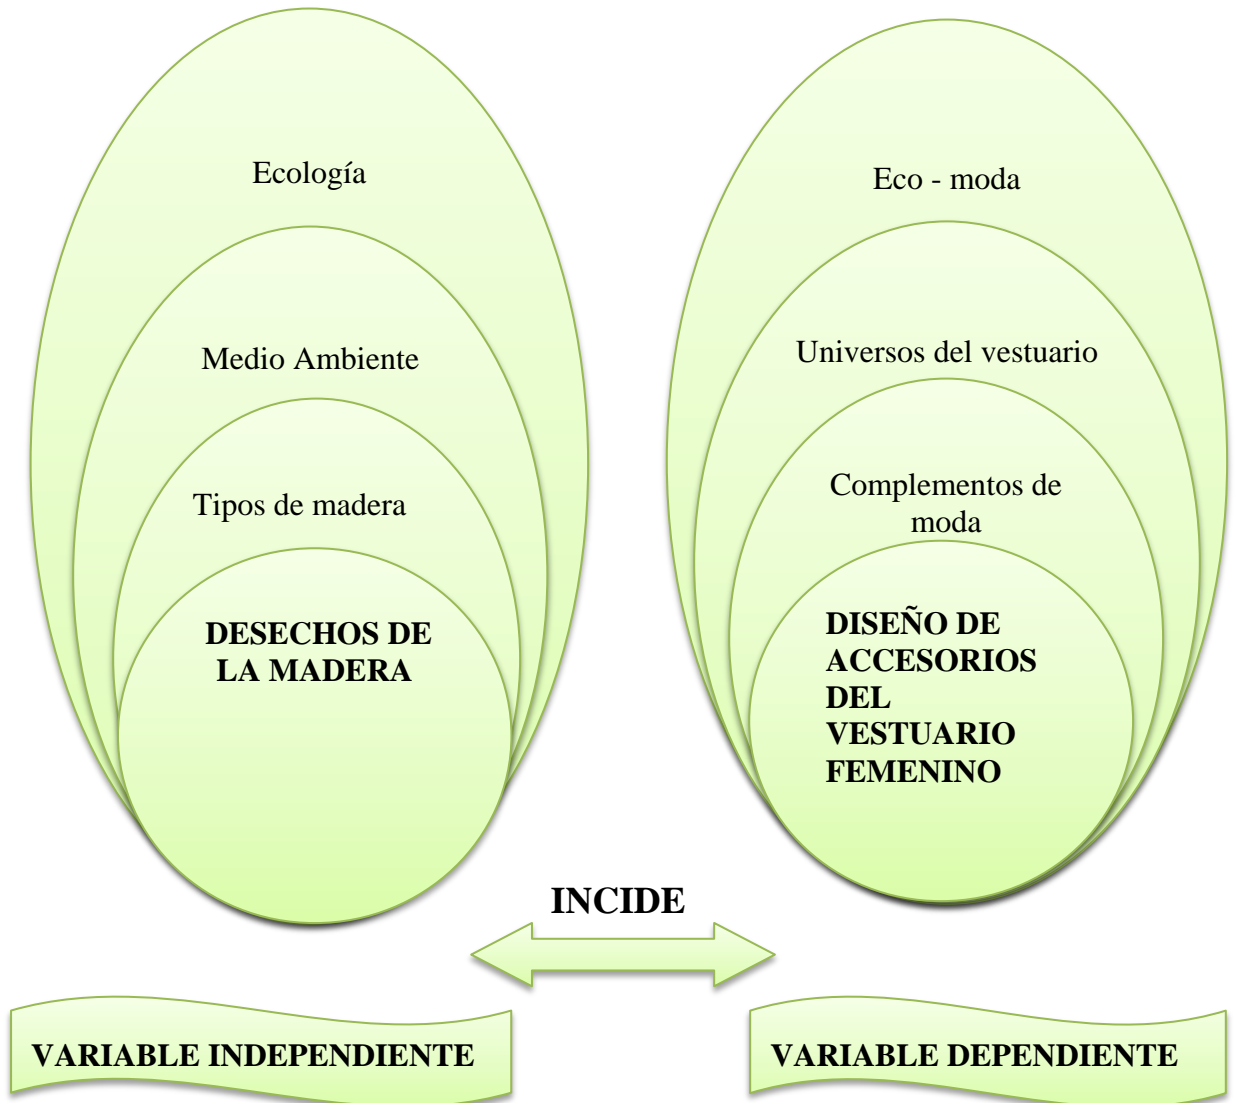 Ecología
Medio Ambiente
Tipos de madera
DESECHOS DE
LA MADERA
Eco - moda
Universos del vestuario
Complementos de
moda
DISEÑO DE
ACCESORIOS
DEL
VESTUARIO
FEMENINO
INCIDE
VARIABLE INDEPENDIENTE
VARIABLE DEPENDIENTE